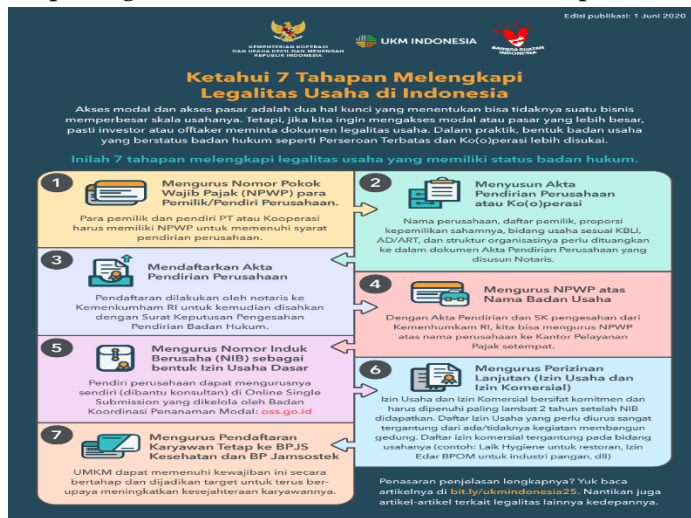 Edisi publikasi: 1 Juni 2020
KEMENTERIAN KOPERASI
DAN USAHA KECIL DAN MENENGAH
REPUBLIK INDONESIA
UKM INDONESIA
BANGGA BUATAN
INDONESIA
Ketahui 7 Tahapan Melengkapi
Legalitas Usaha di Indonesia
Akses modal dan akses pasar adalah dua hal kunci yang menentukan bisa tidaknya suatu bisnis
memperbesar skala usahanya. Tetapi, jika kita ingin mengakses modal atau pasar yang lebih besar,
pasti investor atau offtaker meminta dokumen legalitas usaha. Dalam praktik, bentuk badan usaha
yang berstatus badan hukum seperti Perseroan Terbatas dan Ko(o)perasi lebih disukai.
Inilah 7 tahapan melengkapi legalitas usaha yang memiliki status badan hukum.
1
Mengurus Nomor Pokok
Wajib Pajak (NPWP) para
Pemilik/Pendiri Perusahaan.
Para pemilik dan pendiri PT atau Kooperasi
harus memiliki NPWP untuk memenuhi syarat
pendirian perusahaan.
2
Menyusun Akta
Pendirian Perusahaan
atau Ko(o)perasi
Nama perusahaan, daftar pemilik, proporsi
kepemilikan sahamnya, bidang usaha sesuai KBLI,
AD/ART, dan struktur organisasinya perlu dituangkan
ke dalam dokumen Akta Pendirian Perusahaan yang
disusun Notaris.
3
Mendaftarkan Akta
Pendirian Perusahaan
Pendaftaran dilakukan oleh notaris ke
Kemenkumham RI untuk kemudian disahkan
dengan Surat Keputusan Pengesahan
Pendirian Badan Hukum.
4
Mengurus NPWP atas
Nama Badan Usaha
Dengan Akta Pendirian dan SK pengesahan dari
Kemenhumkam RI, kita bisa mengurus NPWP
atas nama perusahaan ke Kantor Pelayanan
Pajak setempat.
5
Mengurus Nomor Induk
Berusaha (NIB) sebagai
bentuk Izin Usaha Dasar
Pendiri perusahaan dapat mengurusnya
sendiri (dibantu konsultan) di Online Single
Submission yang dikelola oleh Badan
Koordinasi Penanaman Modal: oss.go.id
6
Mengurus Perizinan
Lanjutan (Izin Usaha dan
Izin Komersial)
Izin Usaha dan Izin Komersial bersifat komitmen dan
harus dipenuhi paling lambat 2 tahun setelah NIB
didapatkan. Daftar Izin Usaha yang perlu diurus sangat
tergantung dari ada/tidaknya kegiatan membangun
gedung. Daftar izin komersial tergantung pada bidang
usahanya (contoh: Laik Hygiene untuk restoran, Izin
Edar BPOM untuk industri pangan, dll)
7
Mengurus Pendaftaran
Karyawan Tetap ke BPJS
Kesehatan dan BP Jamsostek
UMKM dapat memenuhi kewajiban ini secara
bertahap dan dijadikan target untuk terus ber-
upaya meningkatkan kesejahteraan karyawannya.
Penasaran penjelasan lengkapnya? Yuk baca
artikelnya di bit.ly/ukmindonesia25. Nantikan juga
artikel-artikel terkait legalitas lainnya kedepannya.